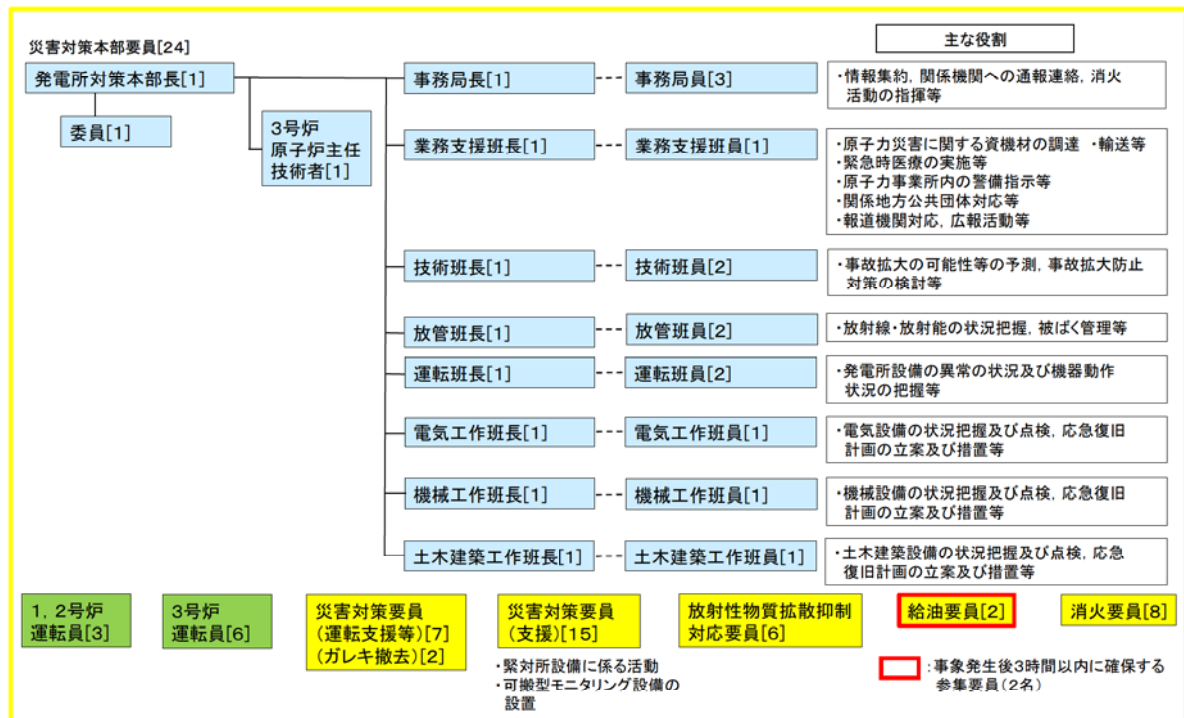 災害対策本部要員[24]
主な役割
発電所対策本部長[1]
委員[1]
3号炉
原子炉主任
技術者[1]
事務局長[1]
事務局員[3]
・情報集約, 関係機関への通報連絡, 消火
活動の指揮等
業務支援班長[1]
業務支援班員[1]
・原子力災害に関する資機材の調達 ・輸送等
・緊急時医療の実施等
・原子力事業所内の警備指示等
・関係地方公共団体対応等
・報道機関対応, 広報活動等
技術班長[1]
技術班員[2]
・事故拡大の可能性等の予測, 事故拡大防止
対策の検討等
放管班長[1]
放管班員[2]
・放射線・放射能の状況把握, 被ばく管理等
運転班長[1]
運転班員[2]
・発電所設備の異常の状況及び機器動作
状況の把握等
電気工作班長[1]
電気工作班員[1]
・電気設備の状況把握及び点検, 応急復旧
計画の立案及び措置等
機械工作班長[1]
機械工作班員[1]
・機械設備の状況把握及び点検, 応急復旧
計画の立案及び措置等
土木建築工作班長[1]
土木建築工作班員[1]
・土木建築設備の状況把握及び点検, 応急
復旧計画の立案及び措置等
1, 2号炉
運転員[3]
3号炉
運転員[6]
災害対策要員
(運転支援等)[7]
(ガレキ撤去)[2]
災害対策要員
(支援)[15]
・緊対所設備に係る活動
・可搬型モニタリング設備の
設置
放射性物質拡散抑制
対応要員[6]
給油要員[2]
消火要員[8]
:事象発生後3時間以内に確保する
参集要員(2名)